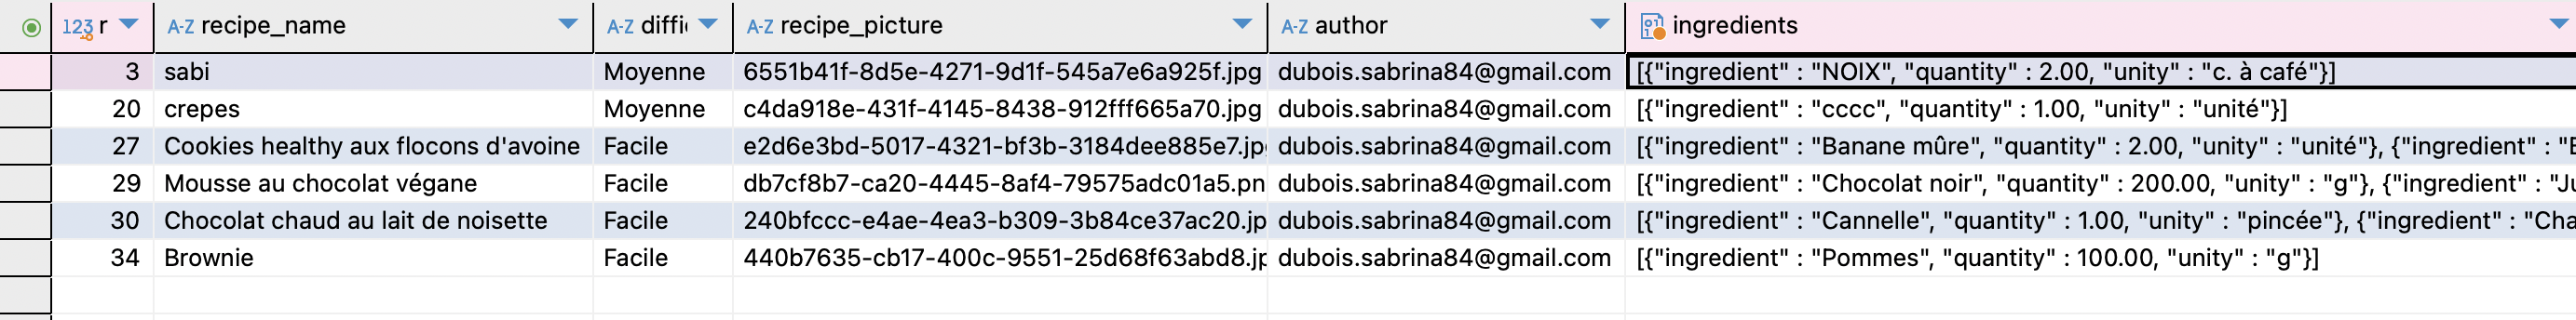 123 r A-Z recipe_name A-Z diffi A-Z recipe_picture A-Z author ingredients
3 sabi Moyenne 6551b41f-8d5e-4271-9d1f-545a7e6a925f.jpg dubois.sabrina84@gmail.com [{"ingredient" : "NOIX", "quantity" : 2.00, "unity" : "c. à café"}]
20 crepes Moyenne c4da918e-431f-4145-8438-912fff665a70.jpg dubois.sabrina84@gmail.com [{"ingredient" : "cccc", "quantity" : 1.00, "unity" : "unité"}]
27 Cookies healthy aux flocons d'avoine Facile e2d6e3bd-5017-4321-bf3b-3184dee885e7.jp dubois.sabrina84@gmail.com [{"ingredient" : "Banane mûre", "quantity" : 2.00, "unity" : "unité"}, {"ingredient" : "
29 Mousse au chocolat végane Facile db7cf8b7-ca20-4445-8af4-79575adc01a5.pn dubois.sabrina84@gmail.com [{"ingredient" : "Chocolat noir", "quantity" : 200.00, "unity" : "g"}, {"ingredient" : "Ju
30 Chocolat chaud au lait de noisette Facile 240bfccc-e4ae-4ea3-b309-3b84ce37ac20.jp dubois.sabrina84@gmail.com [{"ingredient" : "Cannelle", "quantity" : 1.00, "unity" : "pincée"}, {"ingredient" : "Cha
34 Brownie Facile 440b7635-cb17-400c-9551-25d68f63abd8.jp dubois.sabrina84@gmail.com [{"ingredient" : "Pommes", "quantity" : 100.00, "unity" : "g"}]